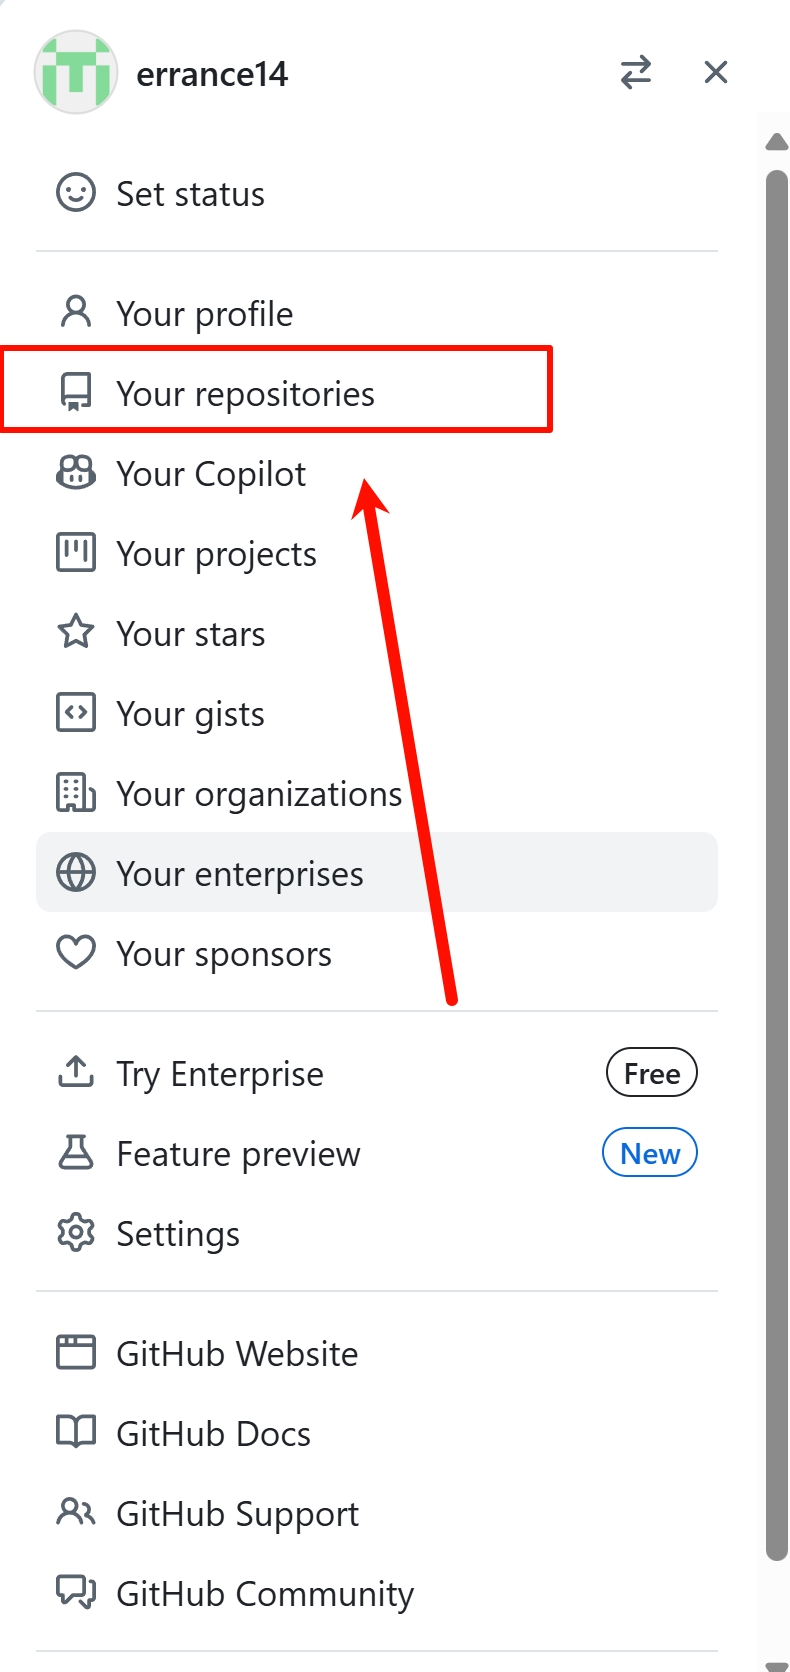 errance14
Set status
Your profile
Your repositories
Your Copilot
Your projects
Your stars
Your gists
Your organizations
Your enterprises
Your sponsors
Try Enterprise Free
Feature preview New
Settings
GitHub Website
GitHub Docs
GitHub Support
GitHub Community